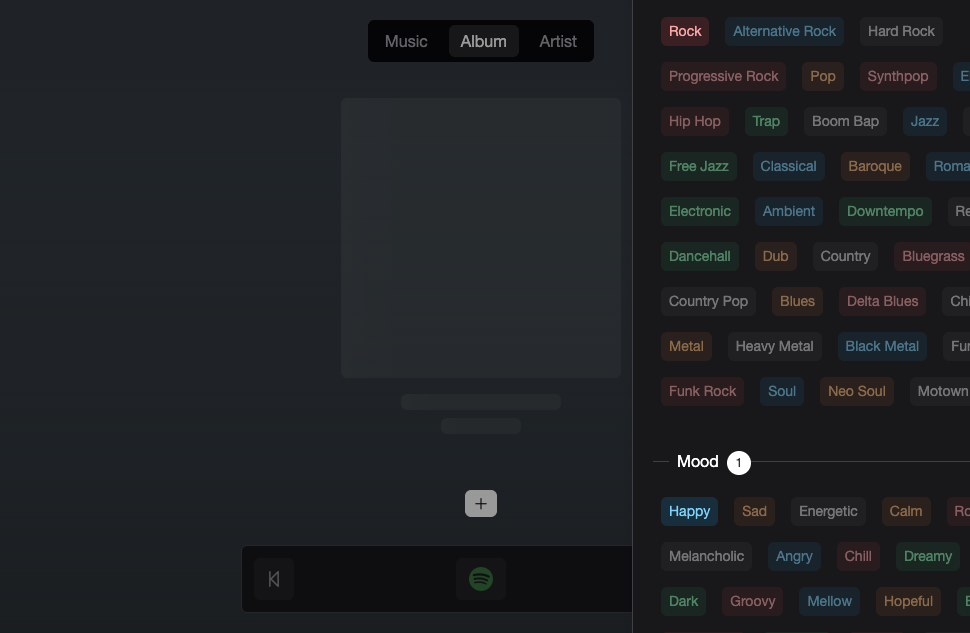 Music Album Artist
Rock Alternative Rock Hard Rock
Progressive Rock Pop Synthpop E
Hip Hop Trap Boom Bap Jazz
Free Jazz Classical Baroque Roma
Electronic Ambient Downtempo Re
Dancehall Dub Country Bluegrass
Country Pop Blues Delta Blues Chi
Metal Heavy Metal Black Metal Fun
Funk Rock Soul Neo Soul Motown
Mood 1
Happy Sad Energetic Calm Ro
Melancholic Angry Chill Dreamy
Dark Groovy Mellow Hopeful